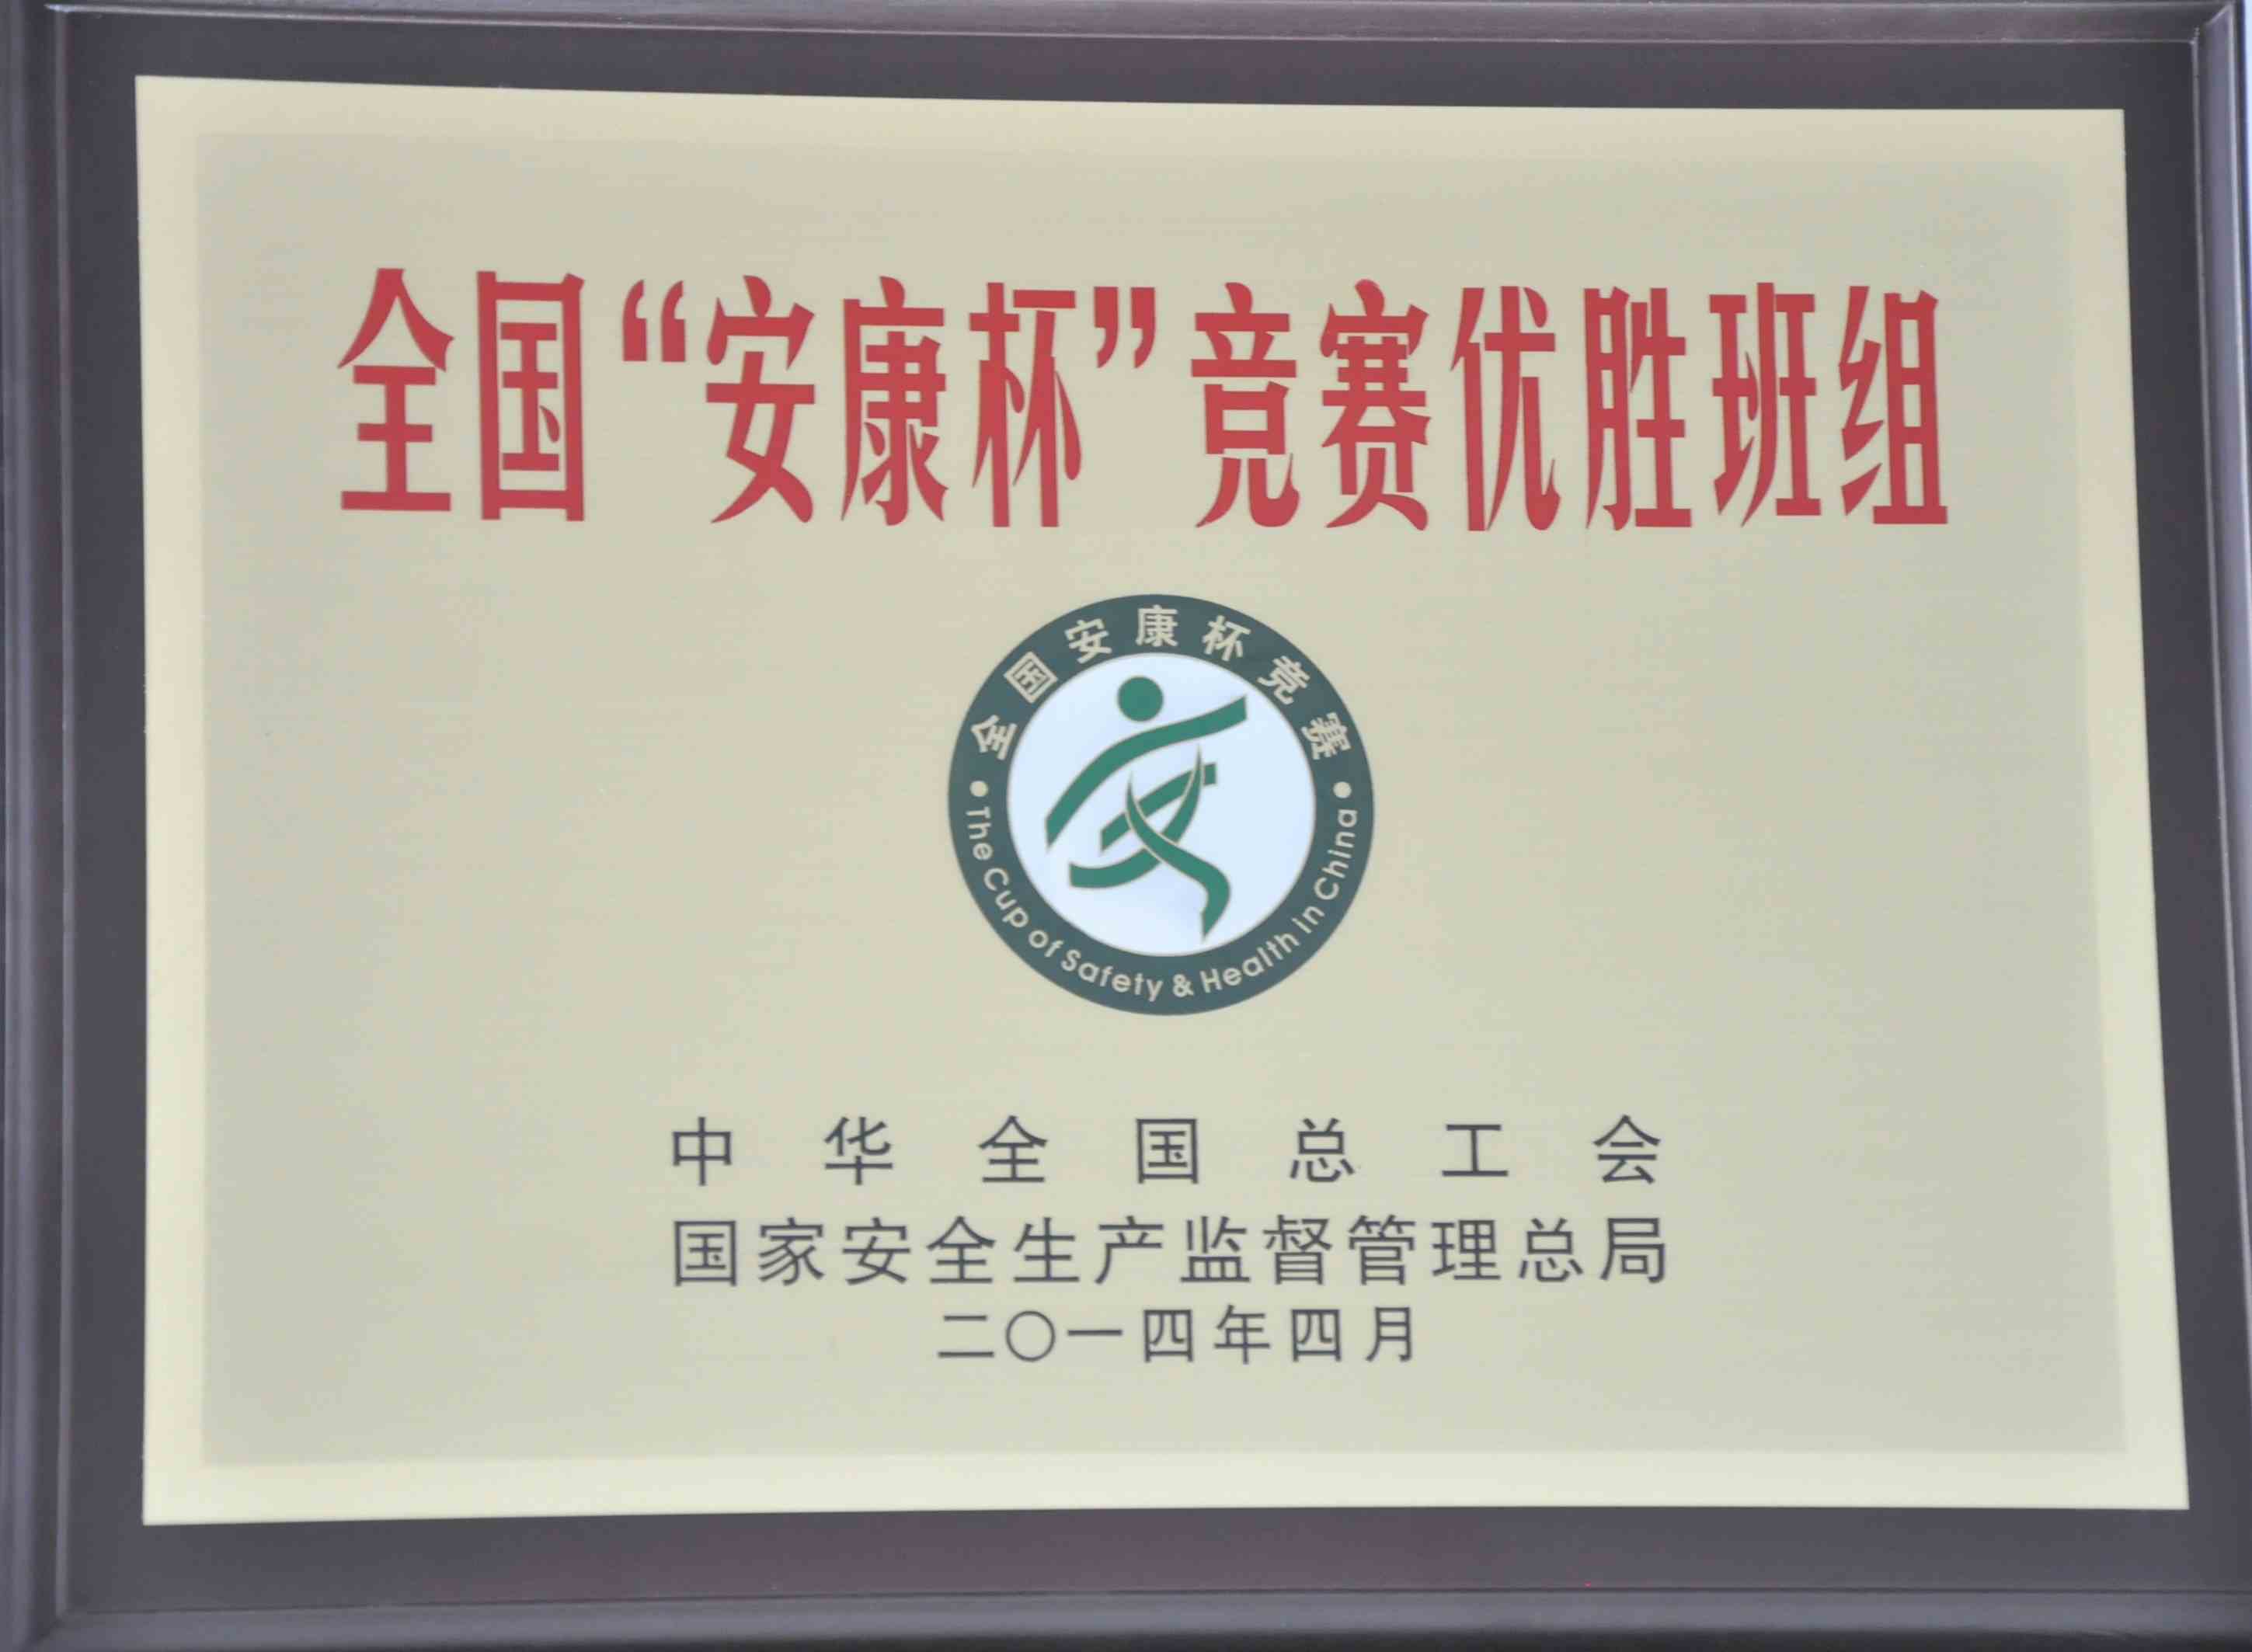 全国“安康杯”竞赛优胜班组
全国安康杯竞赛
The Cup of Safety & Health in China
中华全国总工会
国家安全生产监督管理总局
二〇一四年四月